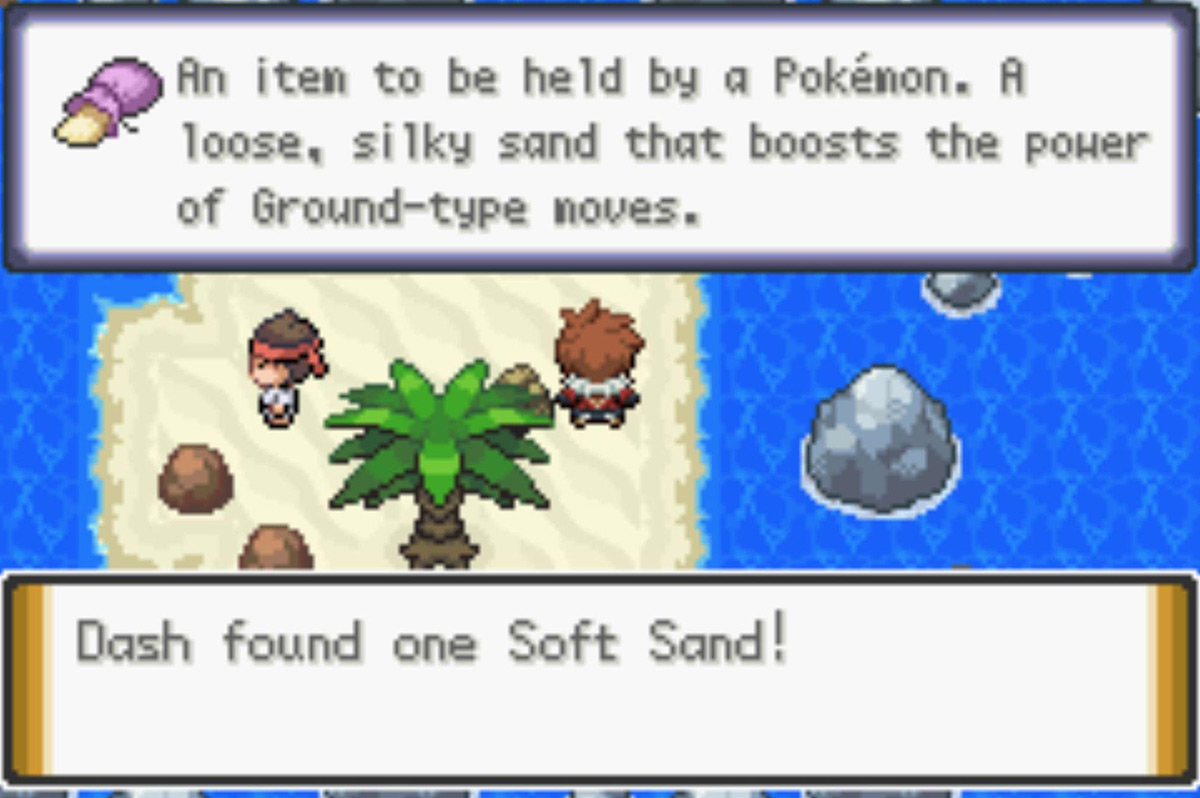 An item to be held by a Pokémon. A
loose, silky sand that boosts the power
of Ground-type moves.
Dash found one Soft Sand!